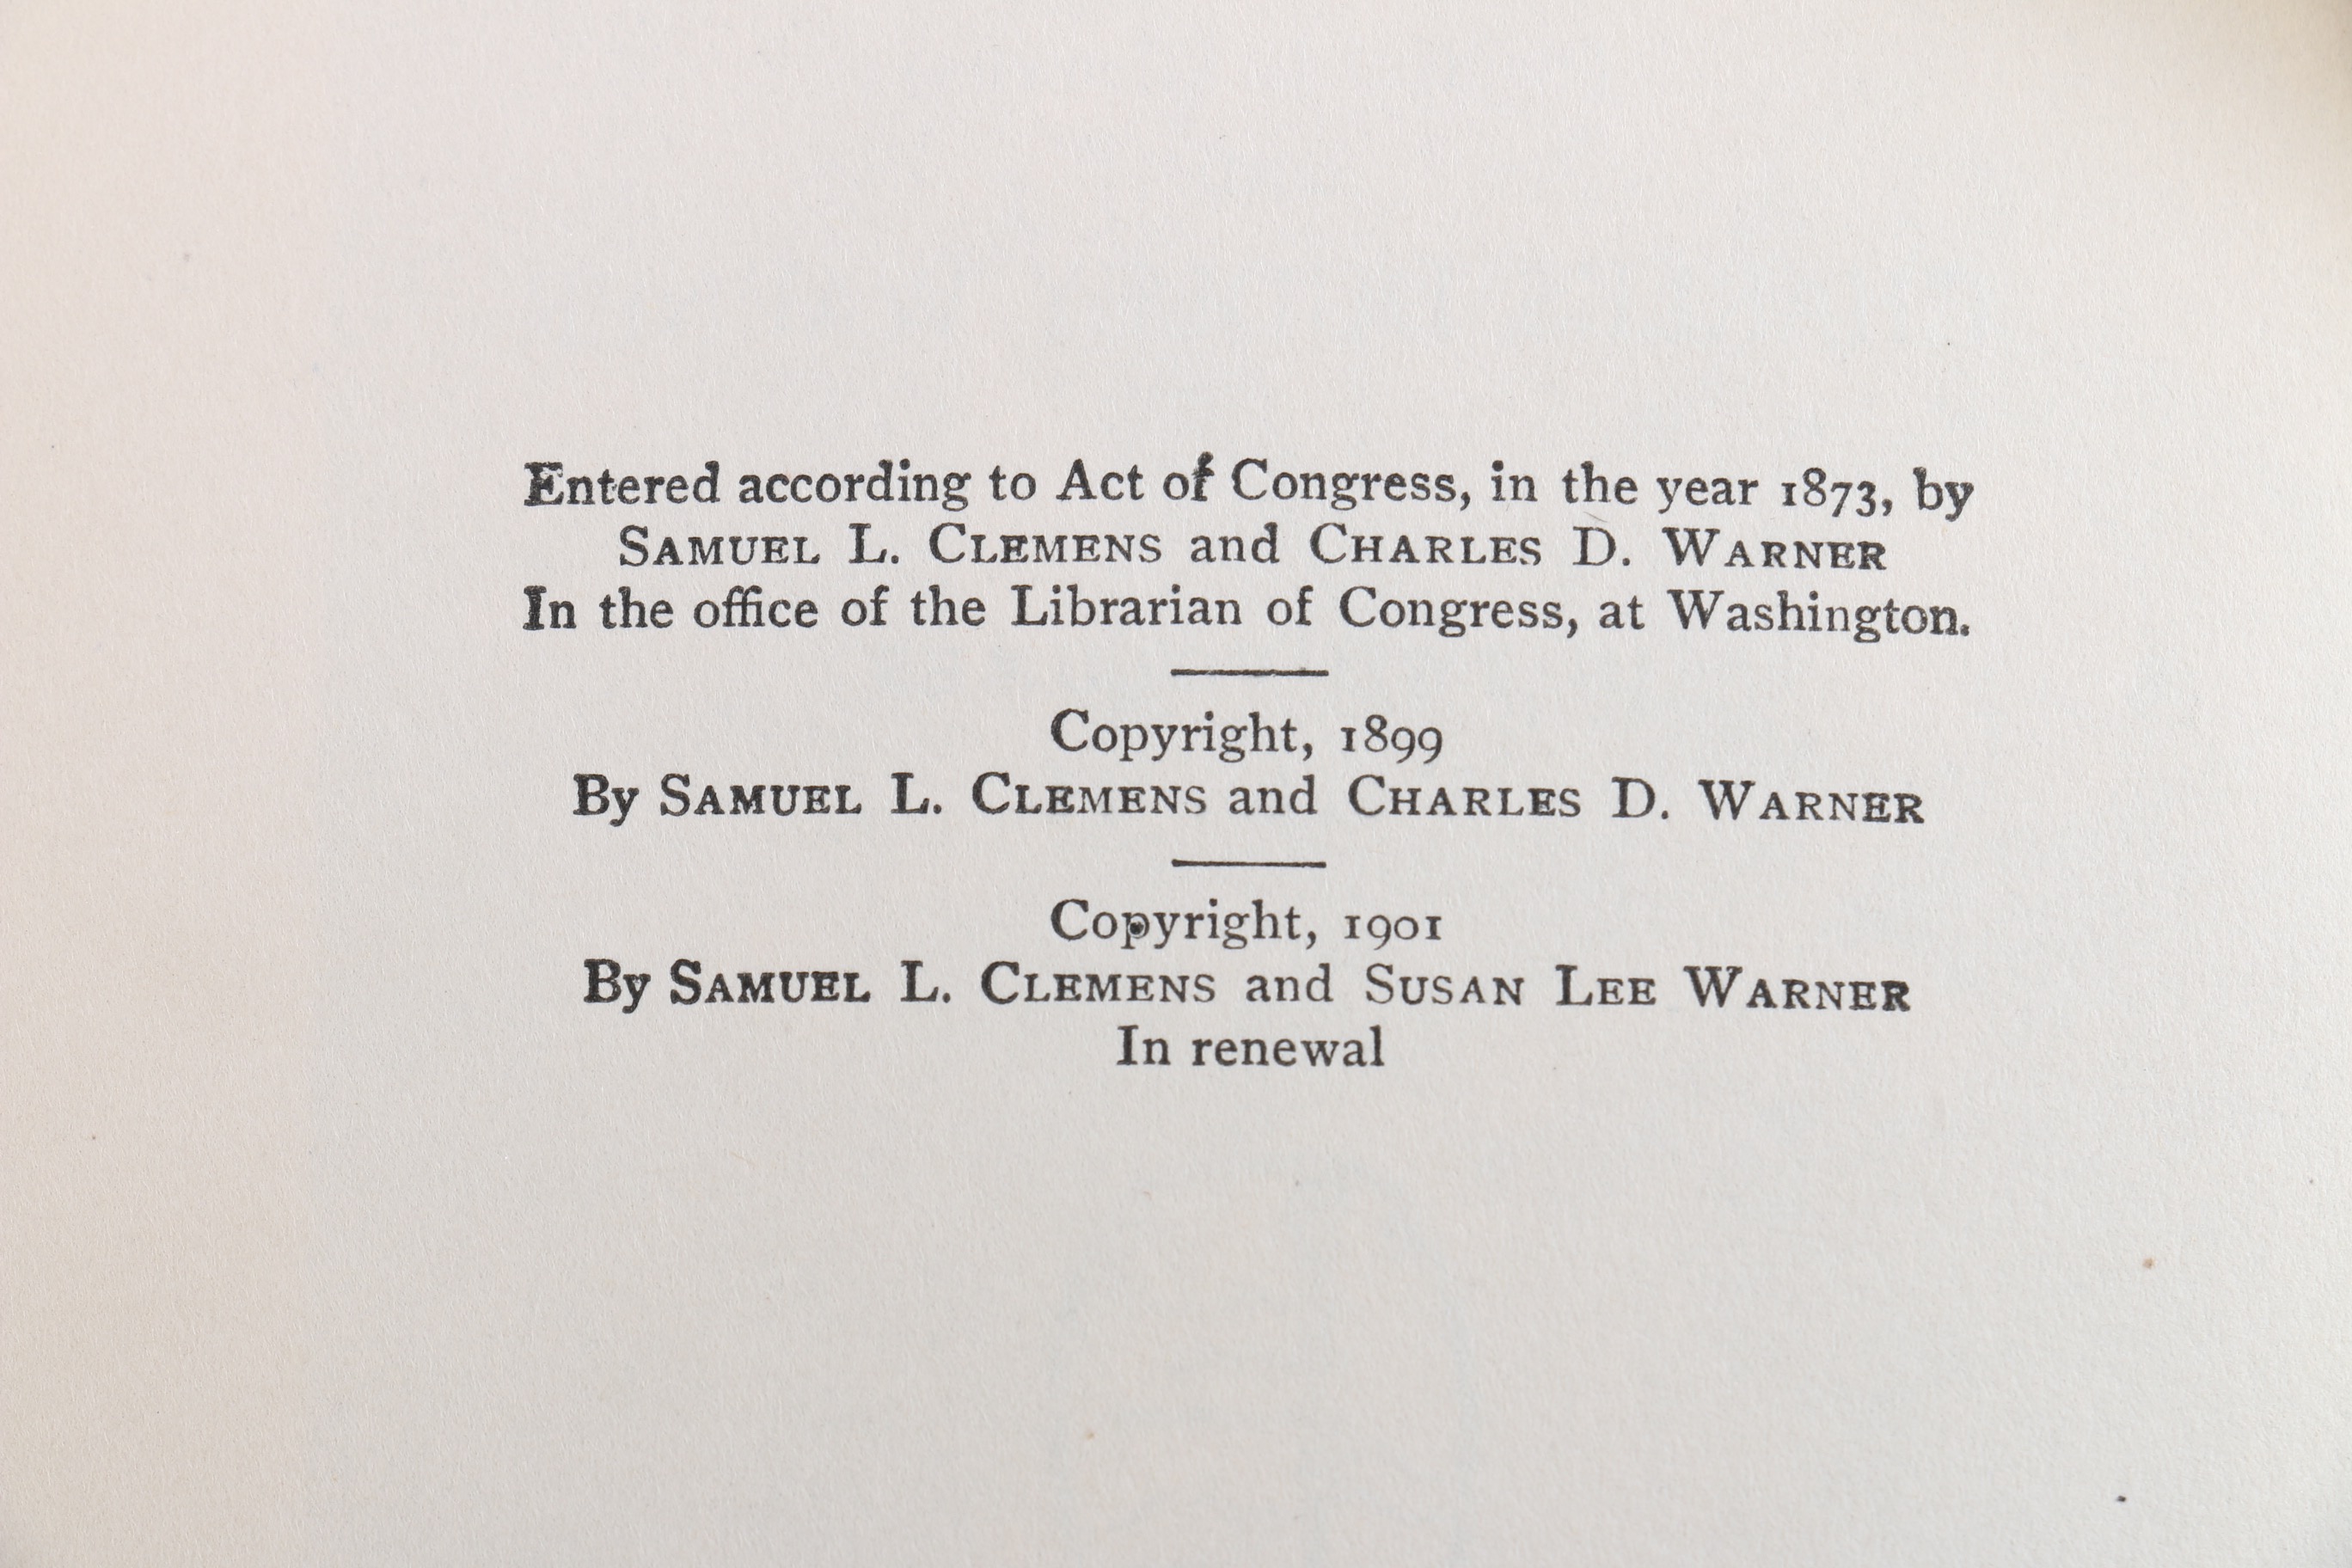 Entered according to Act of Congress, in the year 1873, by
SAMUEL L. CLEMENS and CHARLES D. WARNER
In the office of the Librarian of Congress, at Washington.
Copyright, 1899
By SAMUEL L. CLEMENS and CHARLES D. WARNER
Copyright, 1901
By SAMUEL L. CLEMENS and SUSAN LEE WARNER
In renewal